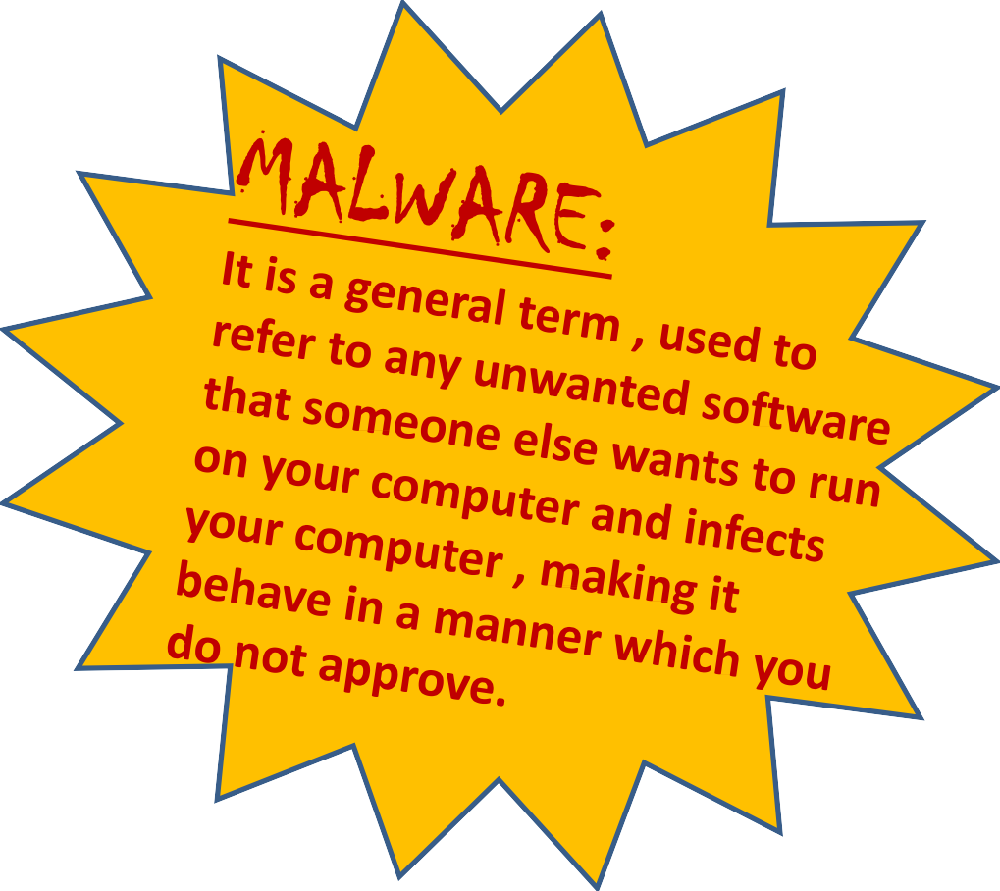 MALWARE:
It is a general term , used to
refer to any unwanted software
that someone else wants to run
on your computer and infects
your computer , making it
behave in a manner which you
do not approve.